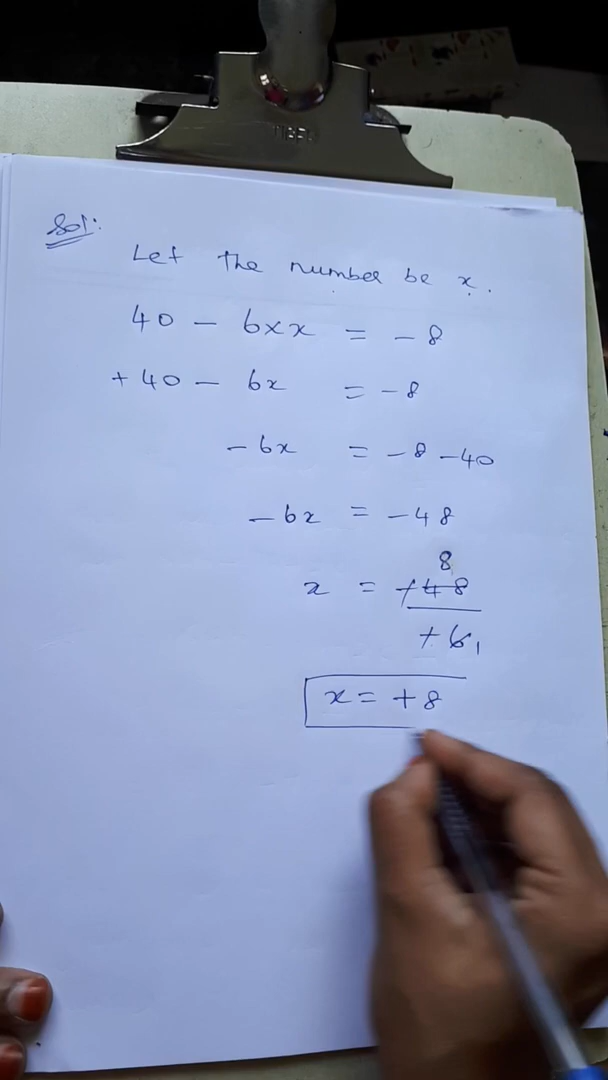 Sol:
Let the number be x.
40 - 6×x = -8
+40 - 6x = -8
-6x = -8 -40
-6x = -48
8
x = -48
-6 1
x = +8